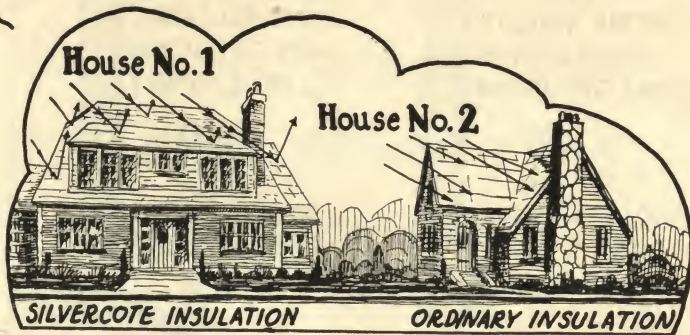 House No.1
House No. 2
SILVERCOTE INSULATION
ORDINARY INSULATION